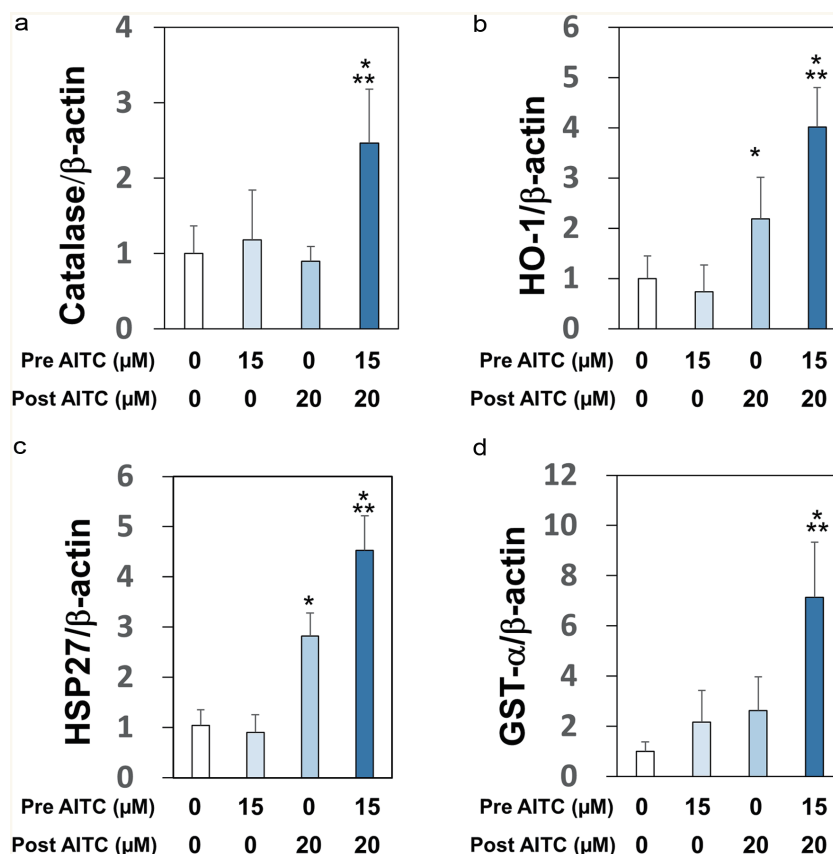 a
Catalase/β-actin
4
3
2
1
0
*
**
Pre AITC (μM) 0 15 0 15
Post AITC (μM) 0 0 20 20
b
HO-1/β-actin
6
5
4
3
2
1
0
*
*
**
Pre AITC (μM) 0 15 0 15
Post AITC (μM) 0 0 20 20
c
HSP27/β-actin
6
5
4
3
2
1
0
*
*
**
Pre AITC (μM) 0 15 0 15
Post AITC (μM) 0 0 20 20
d
GST-α/β-actin
12
10
8
6
4
2
0
*
**
Pre AITC (μM) 0 15 0 15
Post AITC (μM) 0 0 20 20